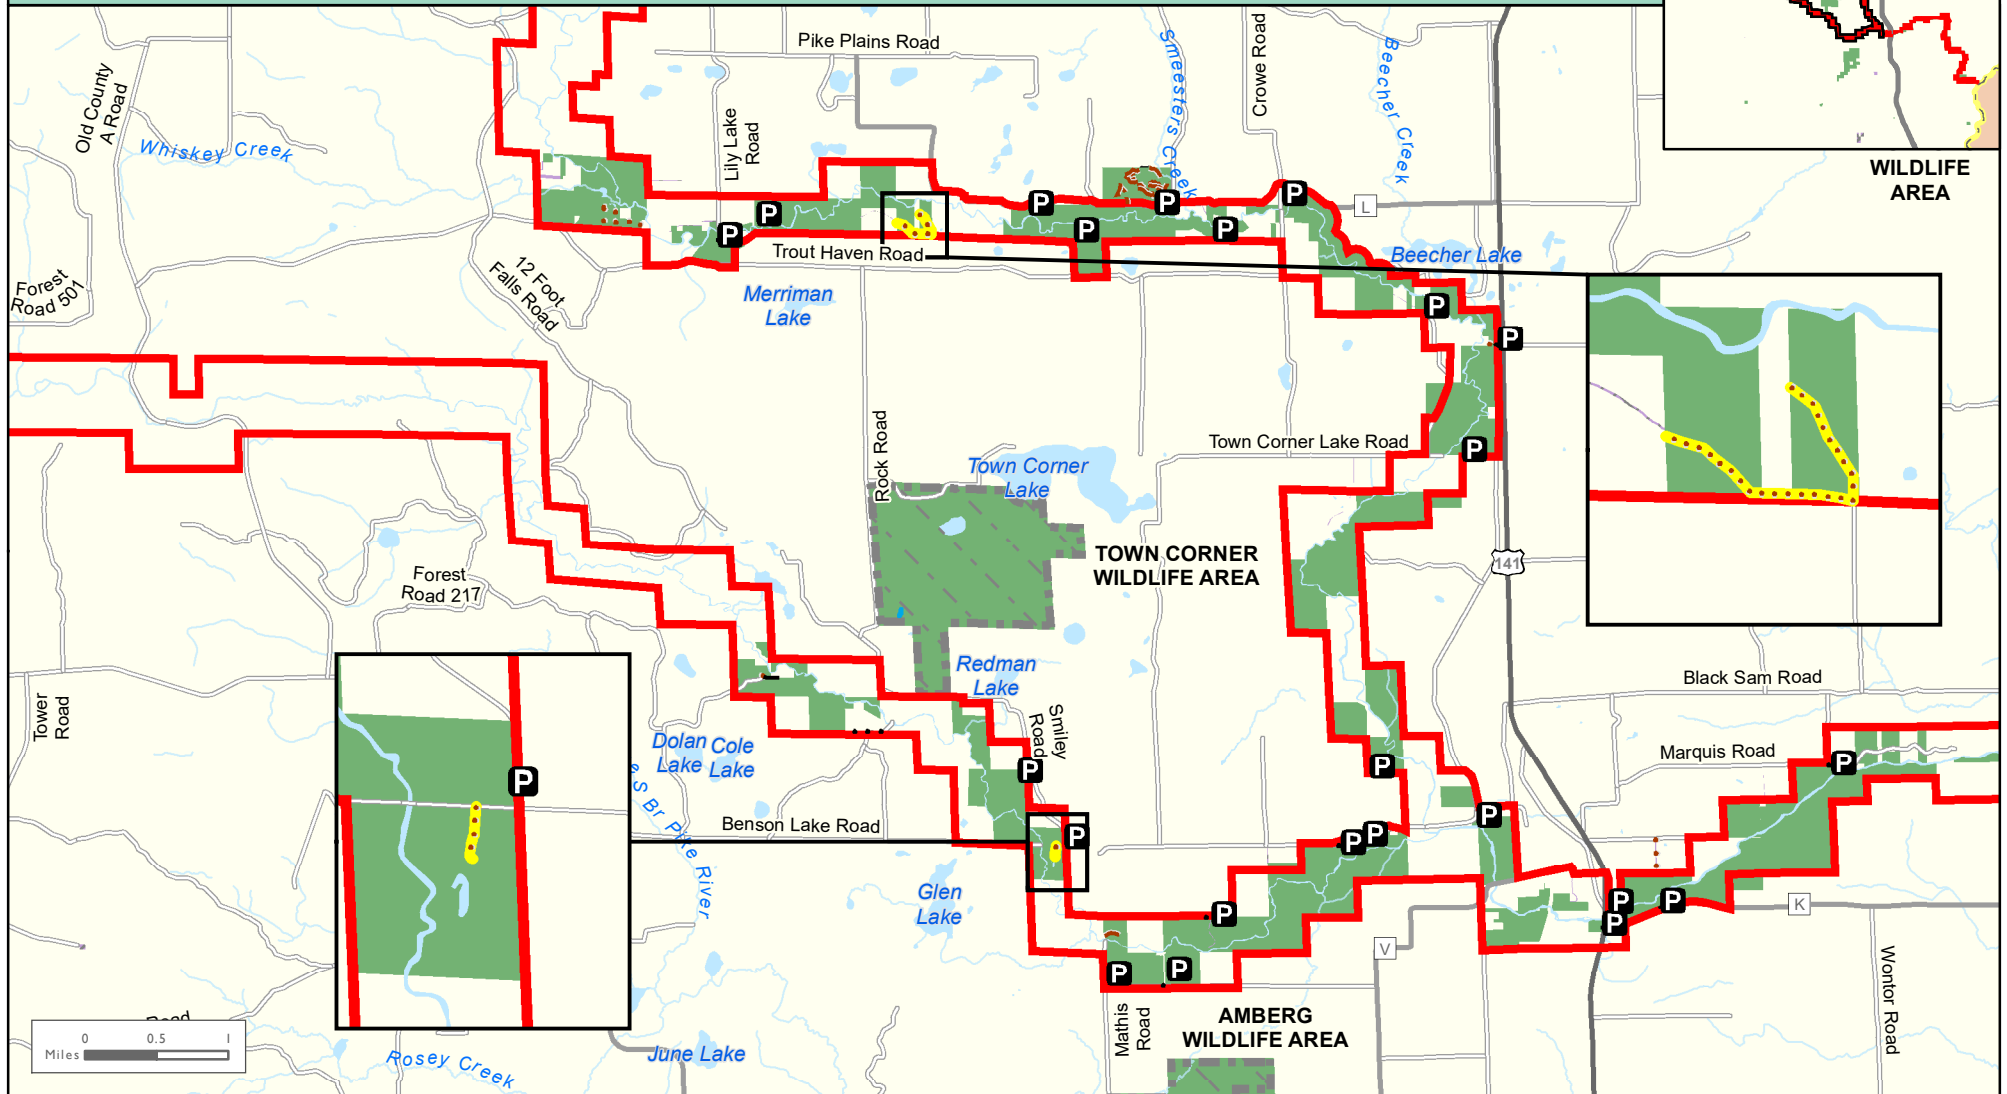 Pike Plains Road
Crowe Road
Smeesters Creek
Beecher Creek
Old County
A Road
Whiskey Creek
Lily Lake
Road
WILDLIFE
AREA
P
P
P
P
P
P
P
L
Trout Haven Road
Beecher Lake
12 Foot
Falls Road
Forest
Road 501
Merriman
Lake
P
P
Rock Road
Town Corner Lake Road
P
Town Corner
Lake
TOWN CORNER
WILDLIFE AREA
141
Forest
Road 217
Redman
Lake
Black Sam Road
Tower
Road
Smiley
Road
Dolan
Lake
Cole
Lake
Marquis Road
P
P
P
P
S Br Pike River
Benson Lake Road
P
P
P
P
Glen
Lake
P
P
P
P
K
V
P
P
Wontor Road
Mathis
Road
AMBERG
WILDLIFE AREA
Road
0 0.5 1
Miles
Rosey Creek
June Lake